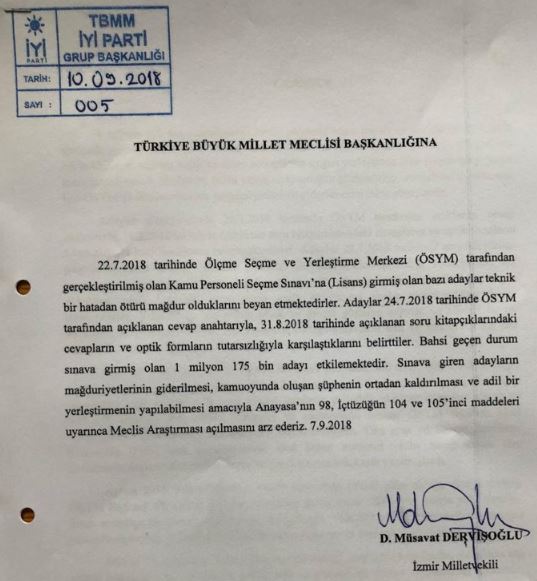 İYİ
PARTİ
TBMM
İYİ PARTİ
GRUP BAŞKANLIĞI
TARİH: 10.09.2018
SAYI : 005
TÜRKİYE BÜYÜK MİLLET MECLİSİ BAŞKANLIĞINA
22.7.2018 tarihinde Ölçme Seçme ve Yerleştirme Merkezi (ÖSYM) tarafından
gerçekleştirilmiş olan Kamu Personeli Seçme Sınavı'na (Lisans) girmiş olan bazı adaylar teknik
bir hatadan ötürü mağdur olduklarını beyan etmektedirler. Adaylar 24.7.2018 tarihinde ÖSYM
tarafından açıklanan cevap anahtarıyla, 31.8.2018 tarihinde açıklanan soru kitapçıklarındaki
cevapların ve optik formların tutarsızlığıyla karşılaştıklarını belirttiler. Bahsi geçen durum
sınava girmiş olan 1 milyon 175 bin adayı etkilemektedir. Sınava giren adayların
mağduriyetlerinin giderilmesi, kamuoyunda oluşan şüphenin ortadan kaldırılması ve adil bir
yerleştirmenin yapılabilmesi amacıyla Anayasa'nın 98, İçtüzüğün 104 ve 105'inci maddeleri
uyarınca Meclis Araştırması açılmasını arz ederiz. 7.9.2018
D. Müsavat DERVİŞOĞLU
İzmir Milletvekili